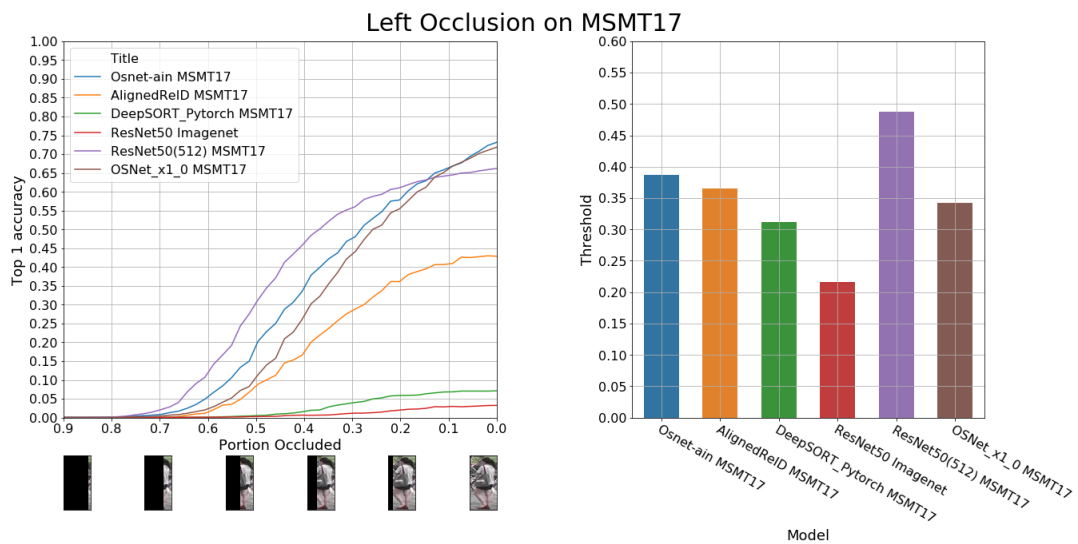 Left Occlusion on MSMT17
1.00
0.95
0.90
0.85
0.80
0.75
0.70
0.65
0.60
0.55
0.50
0.45
0.40
0.35
0.30
0.25
0.20
0.15
0.10
0.05
0.00
Top 1 accuracy
Title
Osnet-ain MSMT17
AlignedReID MSMT17
DeepSORT_Pytorch MSMT17
ResNet50 Imagenet
ResNet50(512) MSMT17
OSNet_x1_0 MSMT17
0.9 0.8 0.7 0.6 0.5 0.4 0.3 0.2 0.1 0.0
Portion Occluded
0.60
0.55
0.50
0.45
0.40
0.35
0.30
0.25
0.20
0.15
0.10
0.05
0.00
Threshold
Osnet-ain MSMT17
AlignedReID MSMT17
DeepSORT_Pytorch MSMT17
ResNet50 Imagenet
ResNet50(512) MSMT17
OSNet_x1_0 MSMT17
Model